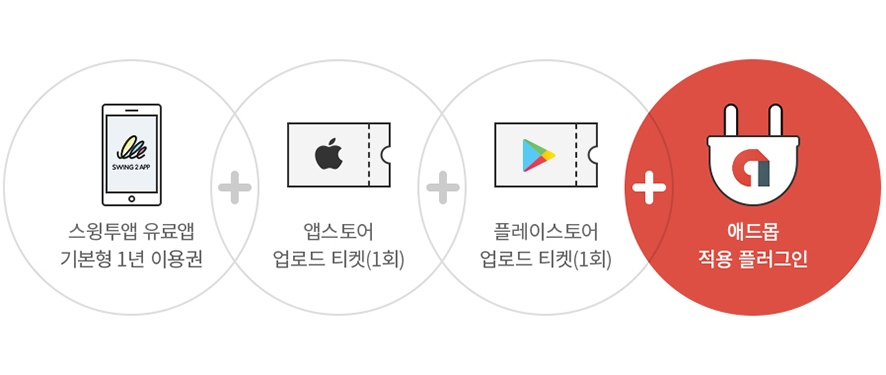 SWING 2 APP
스윙투앱 유료앱
기본형 1년 이용권
앱스토어
업로드 티켓(1회)
플레이스토어
업로드 티켓(1회)
애드몹
적용 플러그인